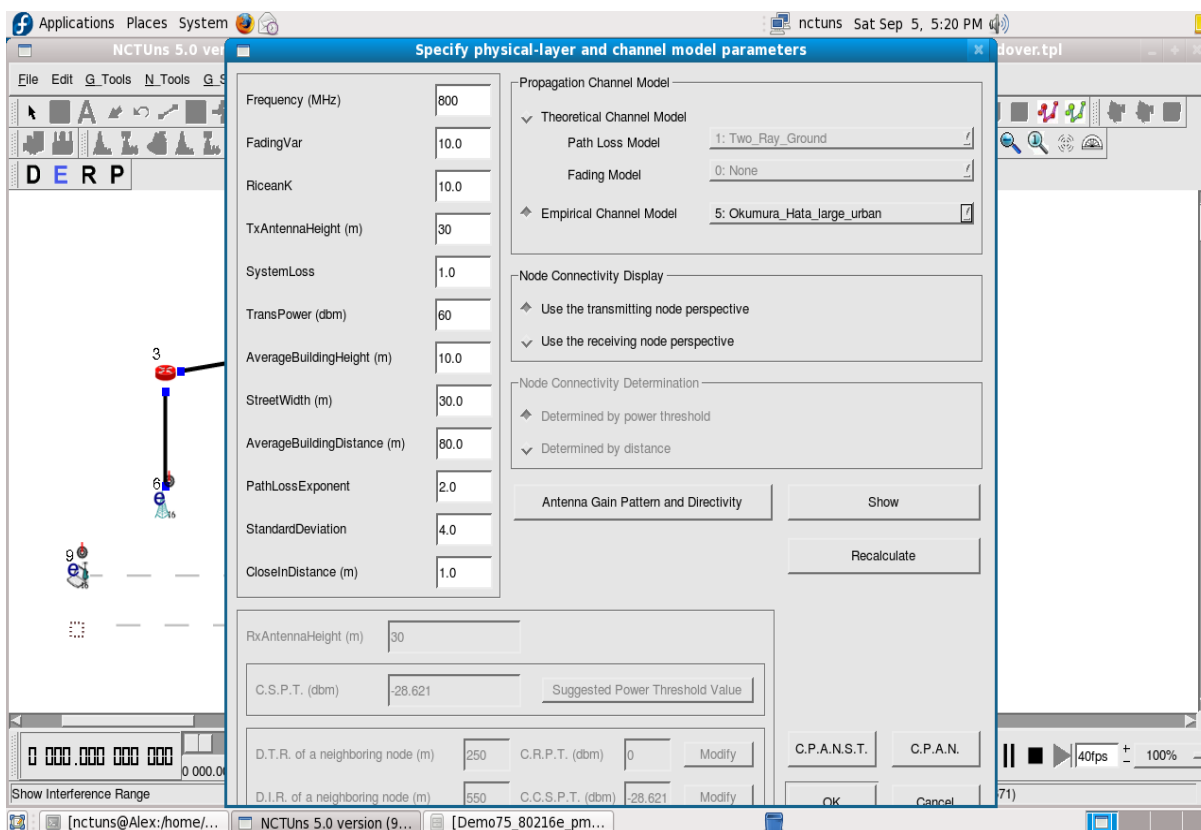 Applications Places System
nctuns Sat Sep 5, 5:20 PM
NCTUns 5.0 ver
Specify physical-layer and channel model parameters
dover.tpl
File Edit G_Tools N_Tools G_S
D E R P
Frequency (MHz) 800
FadingVar 10.0
RiceanK 10.0
TxAntennaHeight (m) 30
SystemLoss 1.0
TransPower (dbm) 60
AverageBuildingHeight (m) 10.0
StreetWidth (m) 30.0
AverageBuildingDistance (m) 80.0
PathLossExponent 2.0
StandardDeviation 4.0
CloseInDistance (m) 1.0
Propagation Channel Model
Theoretical Channel Model
Path Loss Model 1: Two_Ray_Ground
Fading Model 0: None
Empirical Channel Model 5: Okumura_Hata_large_urban
Node Connectivity Display
Use the transmitting node perspective
Use the receiving node perspective
Node Connectivity Determination
Determined by power threshold
Determined by distance
Antenna Gain Pattern and Directivity Show
Recalculate
3
6
9
RxAntennaHeight (m) 30
C.S.P.T. (dbm) -28.621 Suggested Power Threshold Value
D.T.R. of a neighboring node (m) 250 C.R.P.T. (dbm) 0 Modify
D.I.R. of a neighboring node (m) 550 C.C.S.P.T. (dbm) -28.621 Modify
C.P.A.N.S.T. C.P.A.N.
OK Cancel
0 000.000 000 000
0 000.00
40fps 100%
Show Interference Range
71)
[nctuns@Alex:/home/... NCTUns 5.0 version (9... [Demo75_80216e_pm...